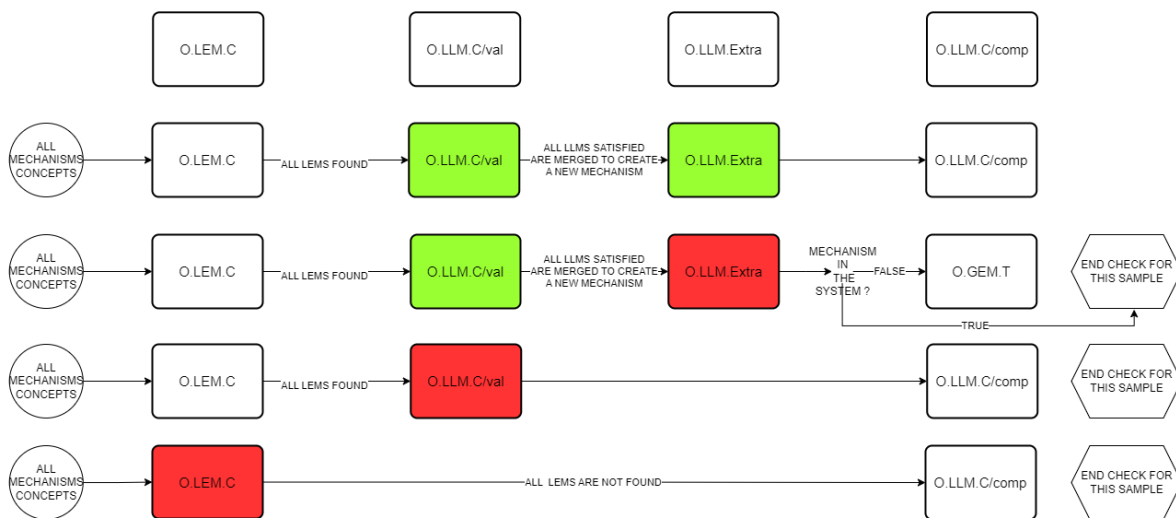 O.LEM.C
O.LLM.C/val
O.LLM.Extra
O.LLM.C/comp
ALL
MECHANISMS
CONCEPTS
O.LEM.C
ALL LEMS FOUND
O.LLM.C/val
ALL LLMS SATISFIED
ARE MERGED TO CREATE
A NEW MECHANISM
O.LLM.Extra
O.LLM.C/comp
ALL
MECHANISMS
CONCEPTS
O.LEM.C
ALL LEMS FOUND
O.LLM.C/val
ALL LLMS SATISFIED
ARE MERGED TO CREATE
A NEW MECHANISM
O.LLM.Extra
MECHANISM
IN
THE
SYSTEM ?
FALSE
O.GEM.T
END CHECK FOR
THIS SAMPLE
TRUE
ALL
MECHANISMS
CONCEPTS
O.LEM.C
ALL LEMS FOUND
O.LLM.C/val
O.LLM.C/comp
END CHECK FOR
THIS SAMPLE
ALL
MECHANISMS
CONCEPTS
O.LEM.C
ALL LEMS ARE NOT FOUND
O.LLM.C/comp
END CHECK FOR
THIS SAMPLE